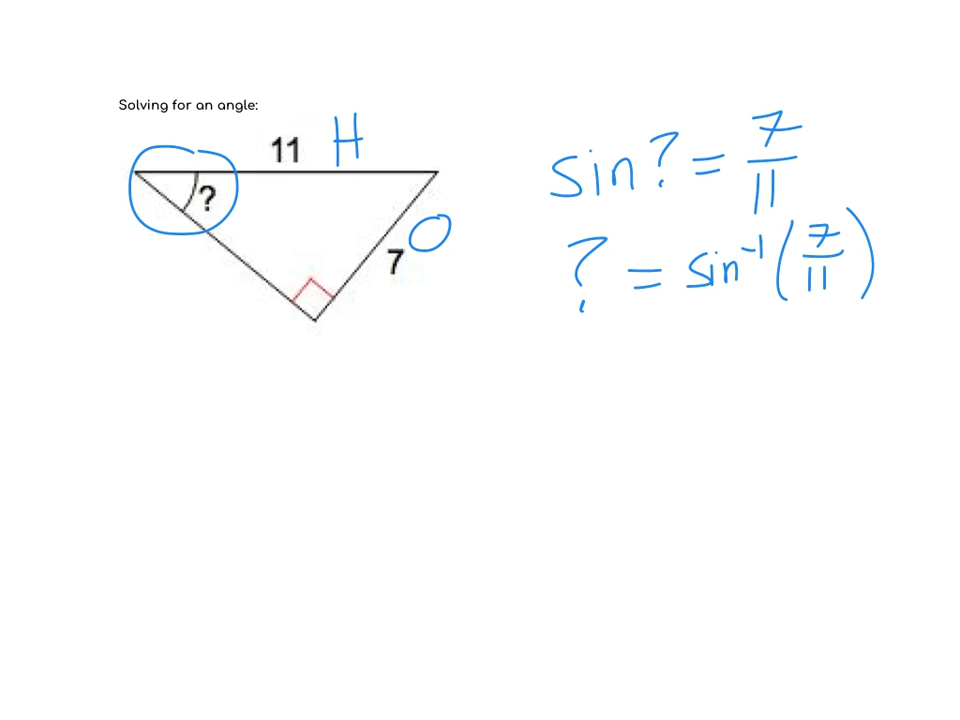 Solving for an angle:
11 H
?
7 O
sin ? = 7/11
? = sin⁻¹(7/11)